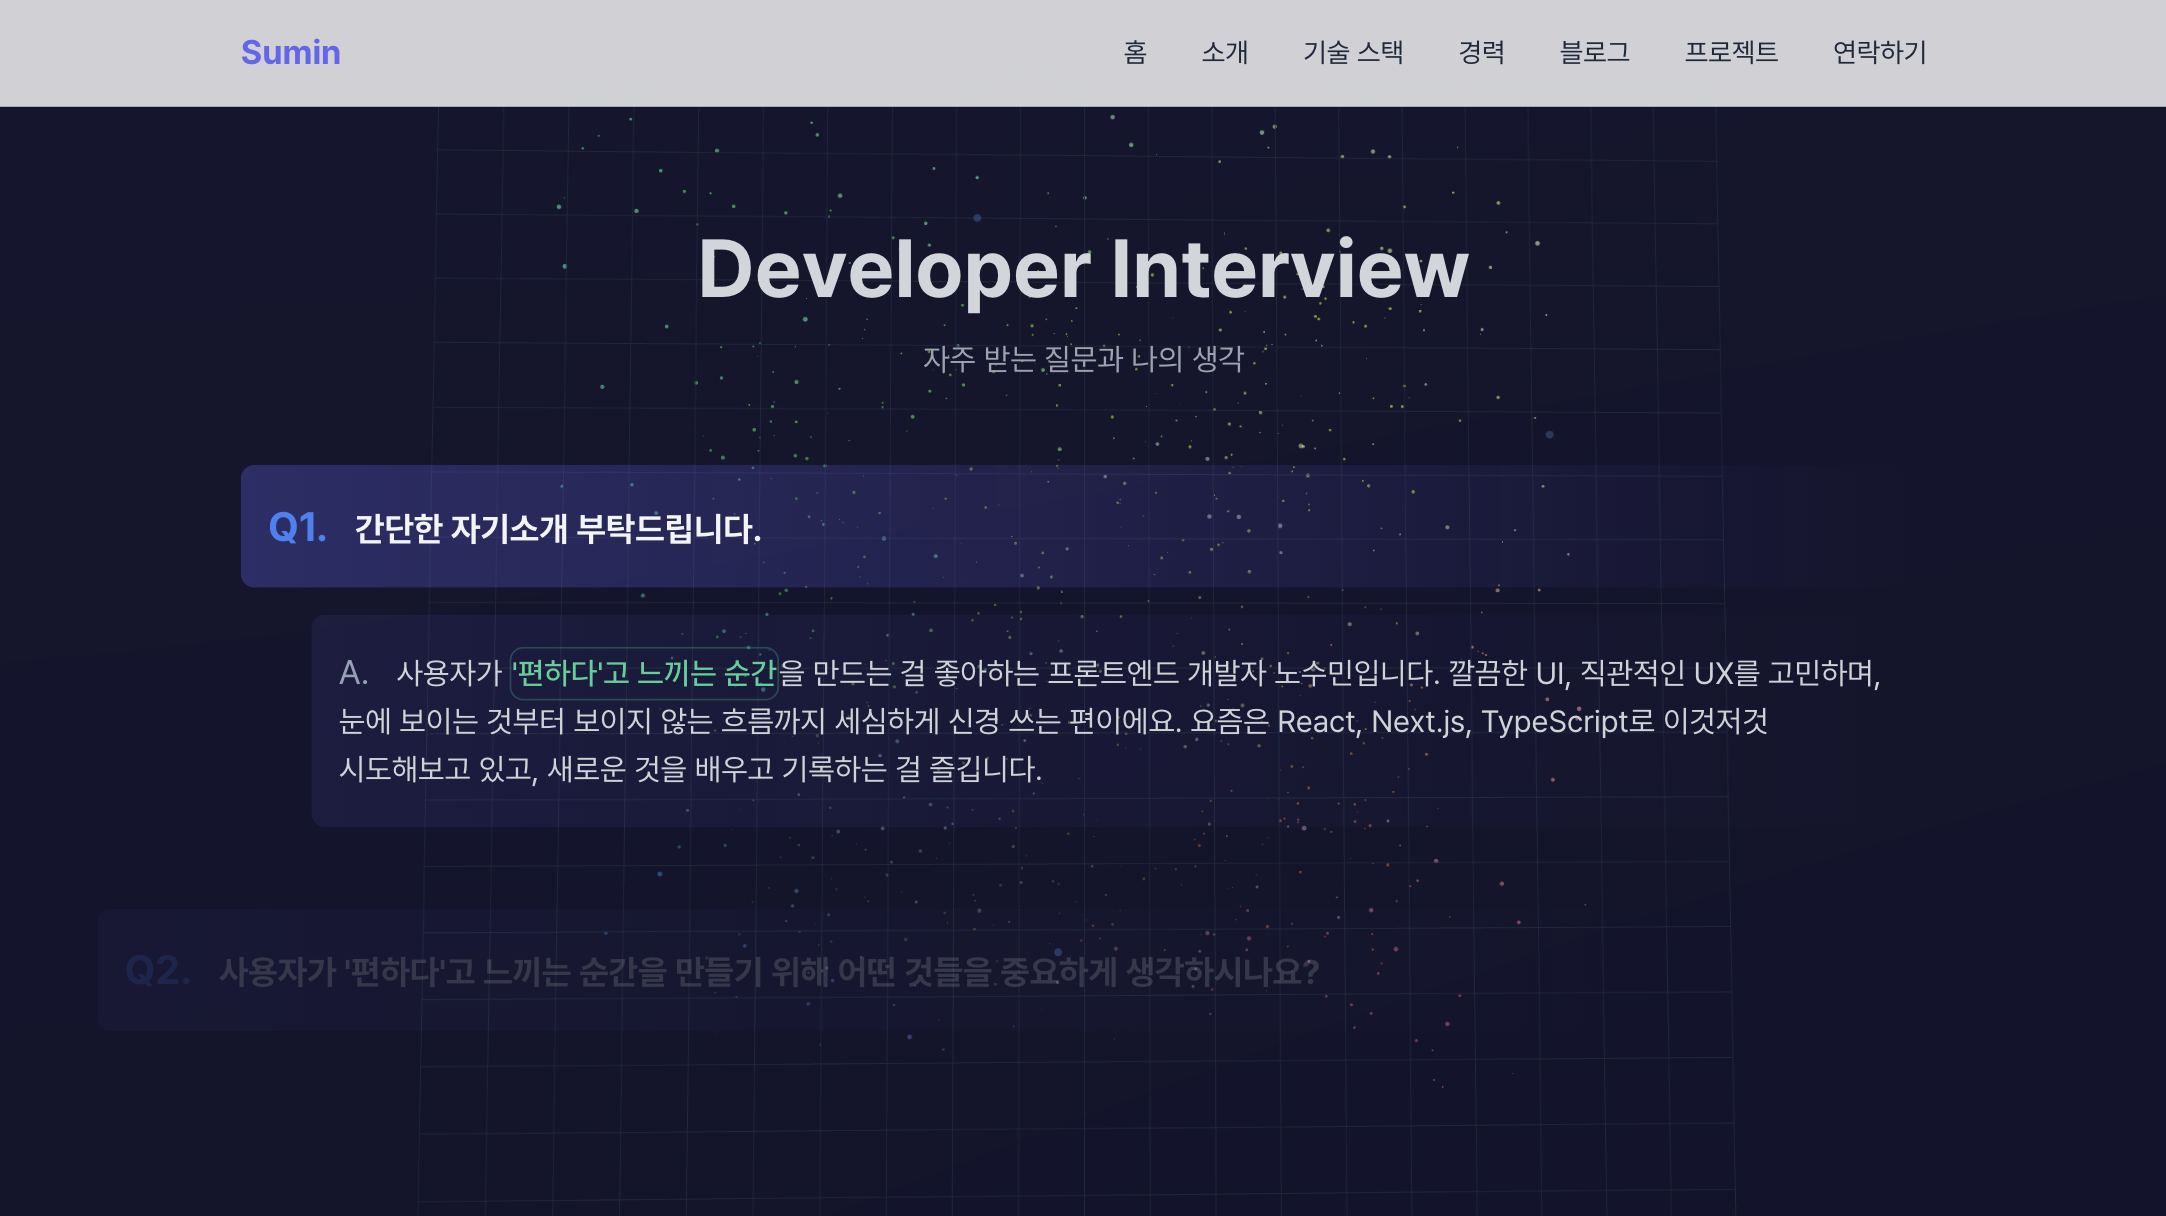 Sumin
홈 소개 기술 스택 경력 블로그 프로젝트 연락하기
Developer Interview
자주 받는 질문과 나의 생각
Q1. 간단한 자기소개 부탁드립니다.
A. 사용자가 '편하다'고 느끼는 순간을 만드는 걸 좋아하는 프론트엔드 개발자 노수민입니다. 깔끔한 UI, 직관적인 UX를 고민하며,
눈에 보이는 것부터 보이지 않는 흐름까지 세심하게 신경 쓰는 편이에요. 요즘은 React, Next.js, TypeScript로 이것저것
시도해보고 있고, 새로운 것을 배우고 기록하는 걸 즐깁니다.
Q2. 사용자가 '편하다'고 느끼는 순간을 만들기 위해 어떤 것들을 중요하게 생각하시나요?